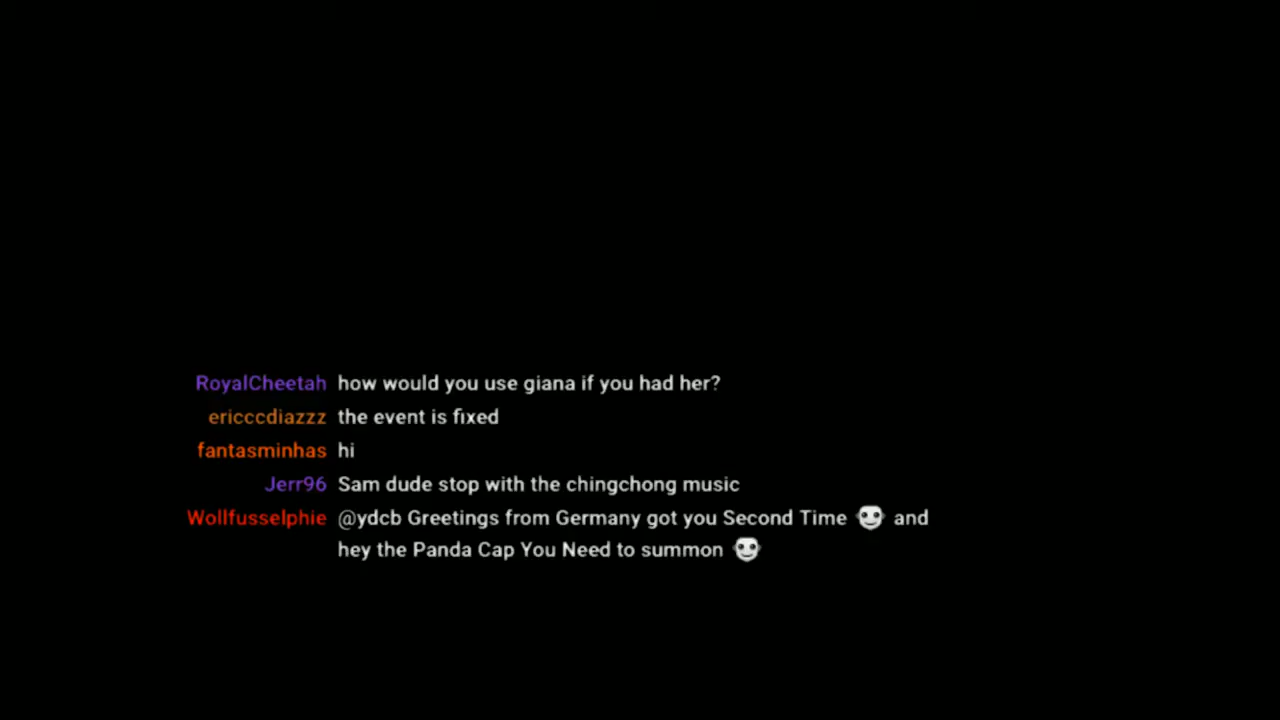 RoyalCheetah how would you use giana if you had her?
ericccdiazzz the event is fixed
fantasminhas hi
Jerr96 Sam dude stop with the chingchong music
Wollfusselphie @ydcb Greetings from Germany got you Second Time and
hey the Panda Cap You Need to summon